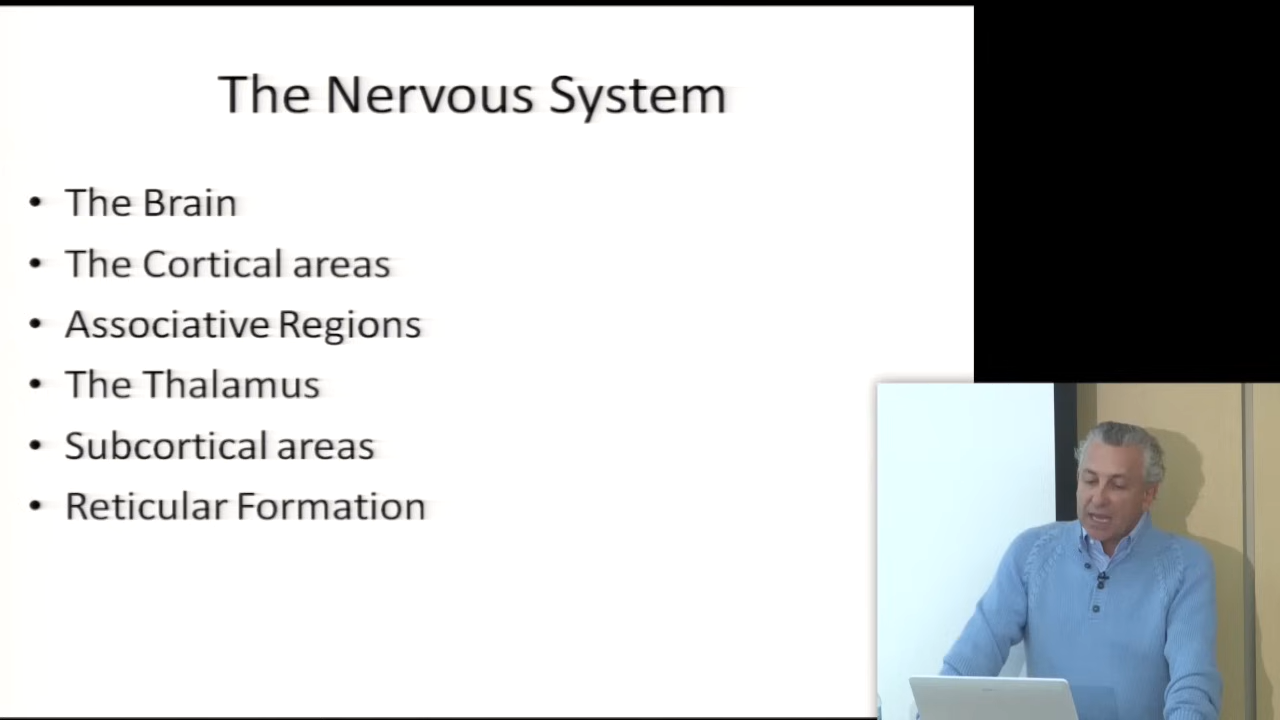 The Nervous System
• The Brain
• The Cortical areas
• Associative Regions
• The Thalamus
• Subcortical areas
• Reticular Formation